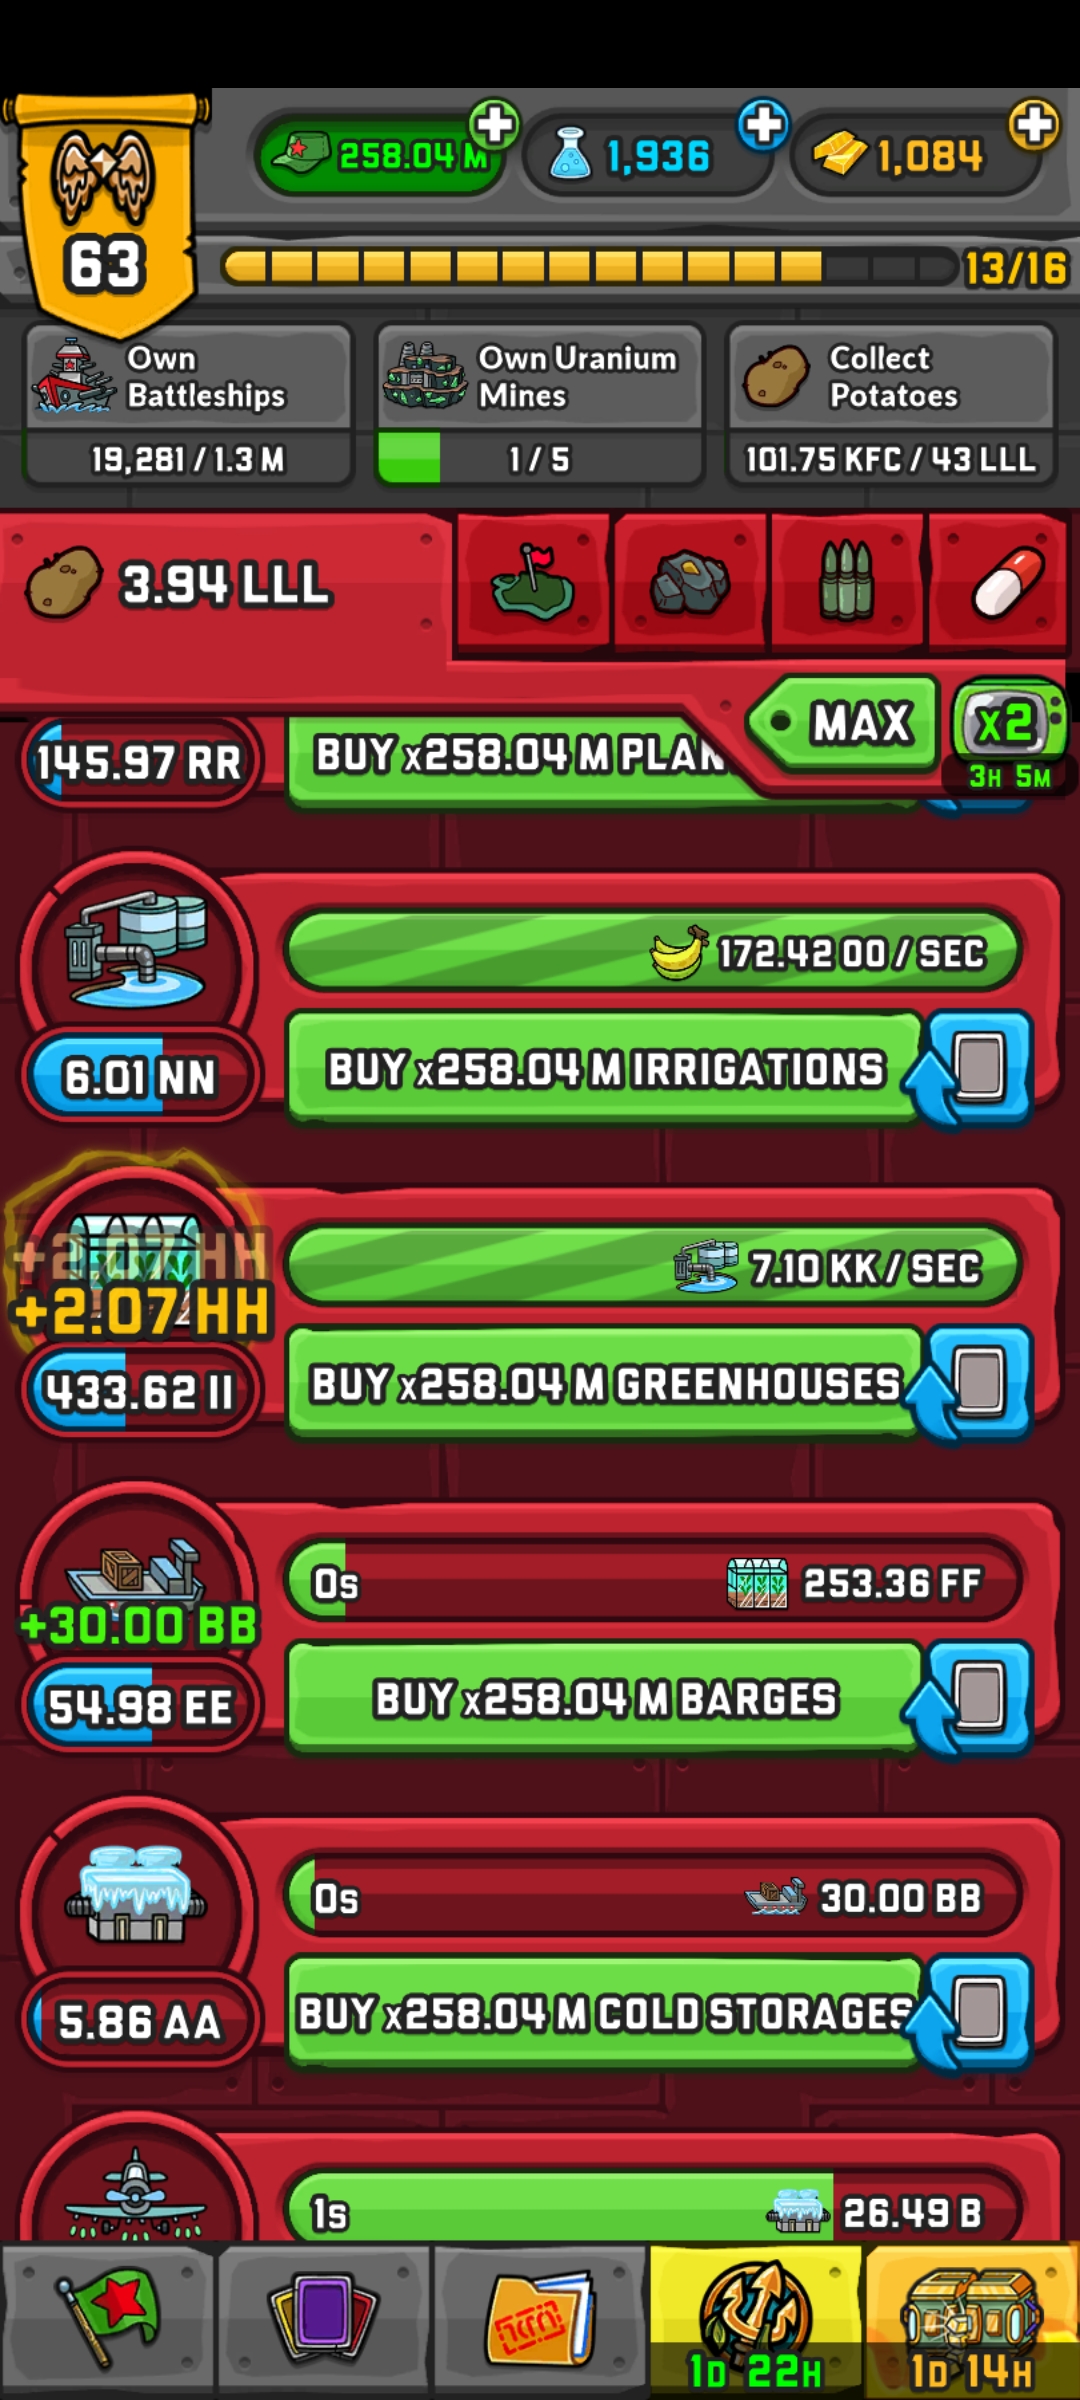 258.04 M
1,936
1,084
63
13/16
Own
Battleships
19,281 / 1.3 M
Own Uranium
Mines
1 / 5
Collect
Potatoes
101.75 KFC / 43 LLL
3.94 LLL
MAX
X2
3H 5M
145.97 RR
BUY x258.04 M PLAN
172.42 OO / SEC
6.01 NN
BUY x258.04 M IRRIGATIONS
+2.07 HH
+2.07 HH
7.10 KK / SEC
433.62 II
BUY x258.04 M GREENHOUSES
0s
253.36 FF
+30.00 BB
54.98 EE
BUY x258.04 M BARGES
0s
30.00 BB
5.86 AA
BUY x258.04 M COLD STORAGES
1s
26.49 B
1D 22H
1D 14H